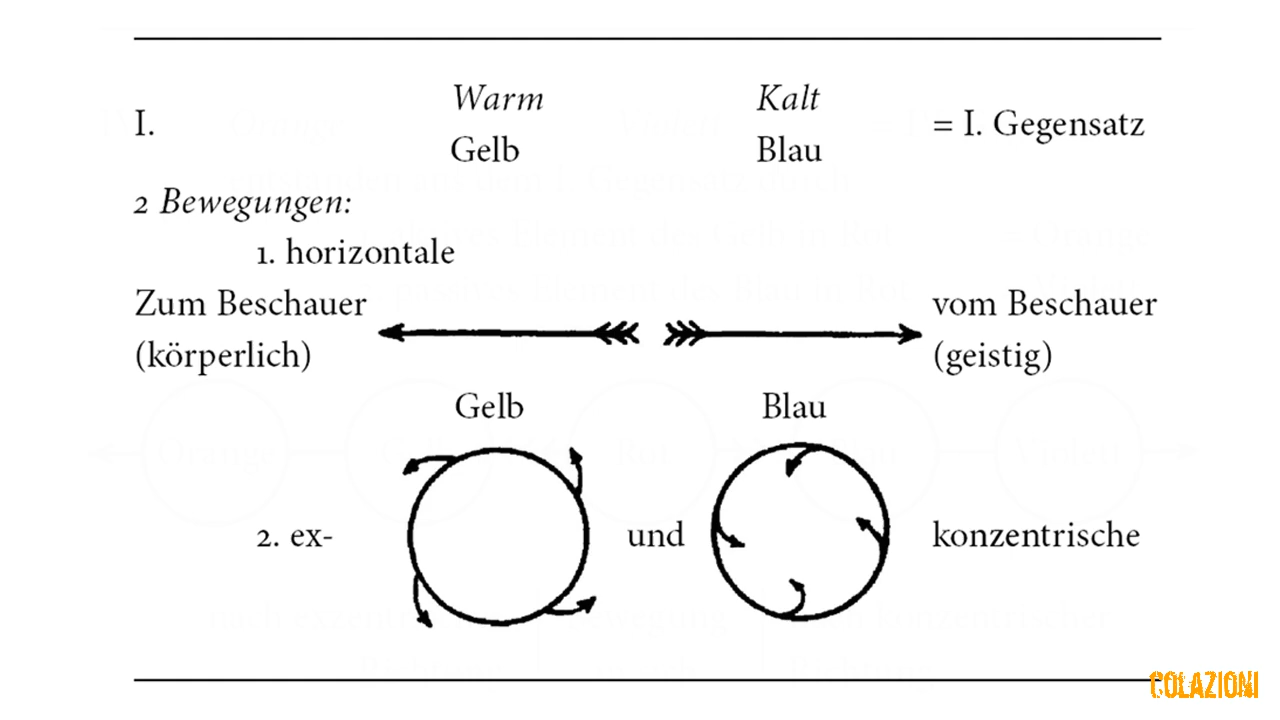 Warm Kalt
I. = I. Gegensatz
Gelb Blau
2 Bewegungen:
1. horizontale
Zum Beschauer vom Beschauer
(körperlich) (geistig)
Gelb Blau
2. ex- und konzentrische
COLAZIONI